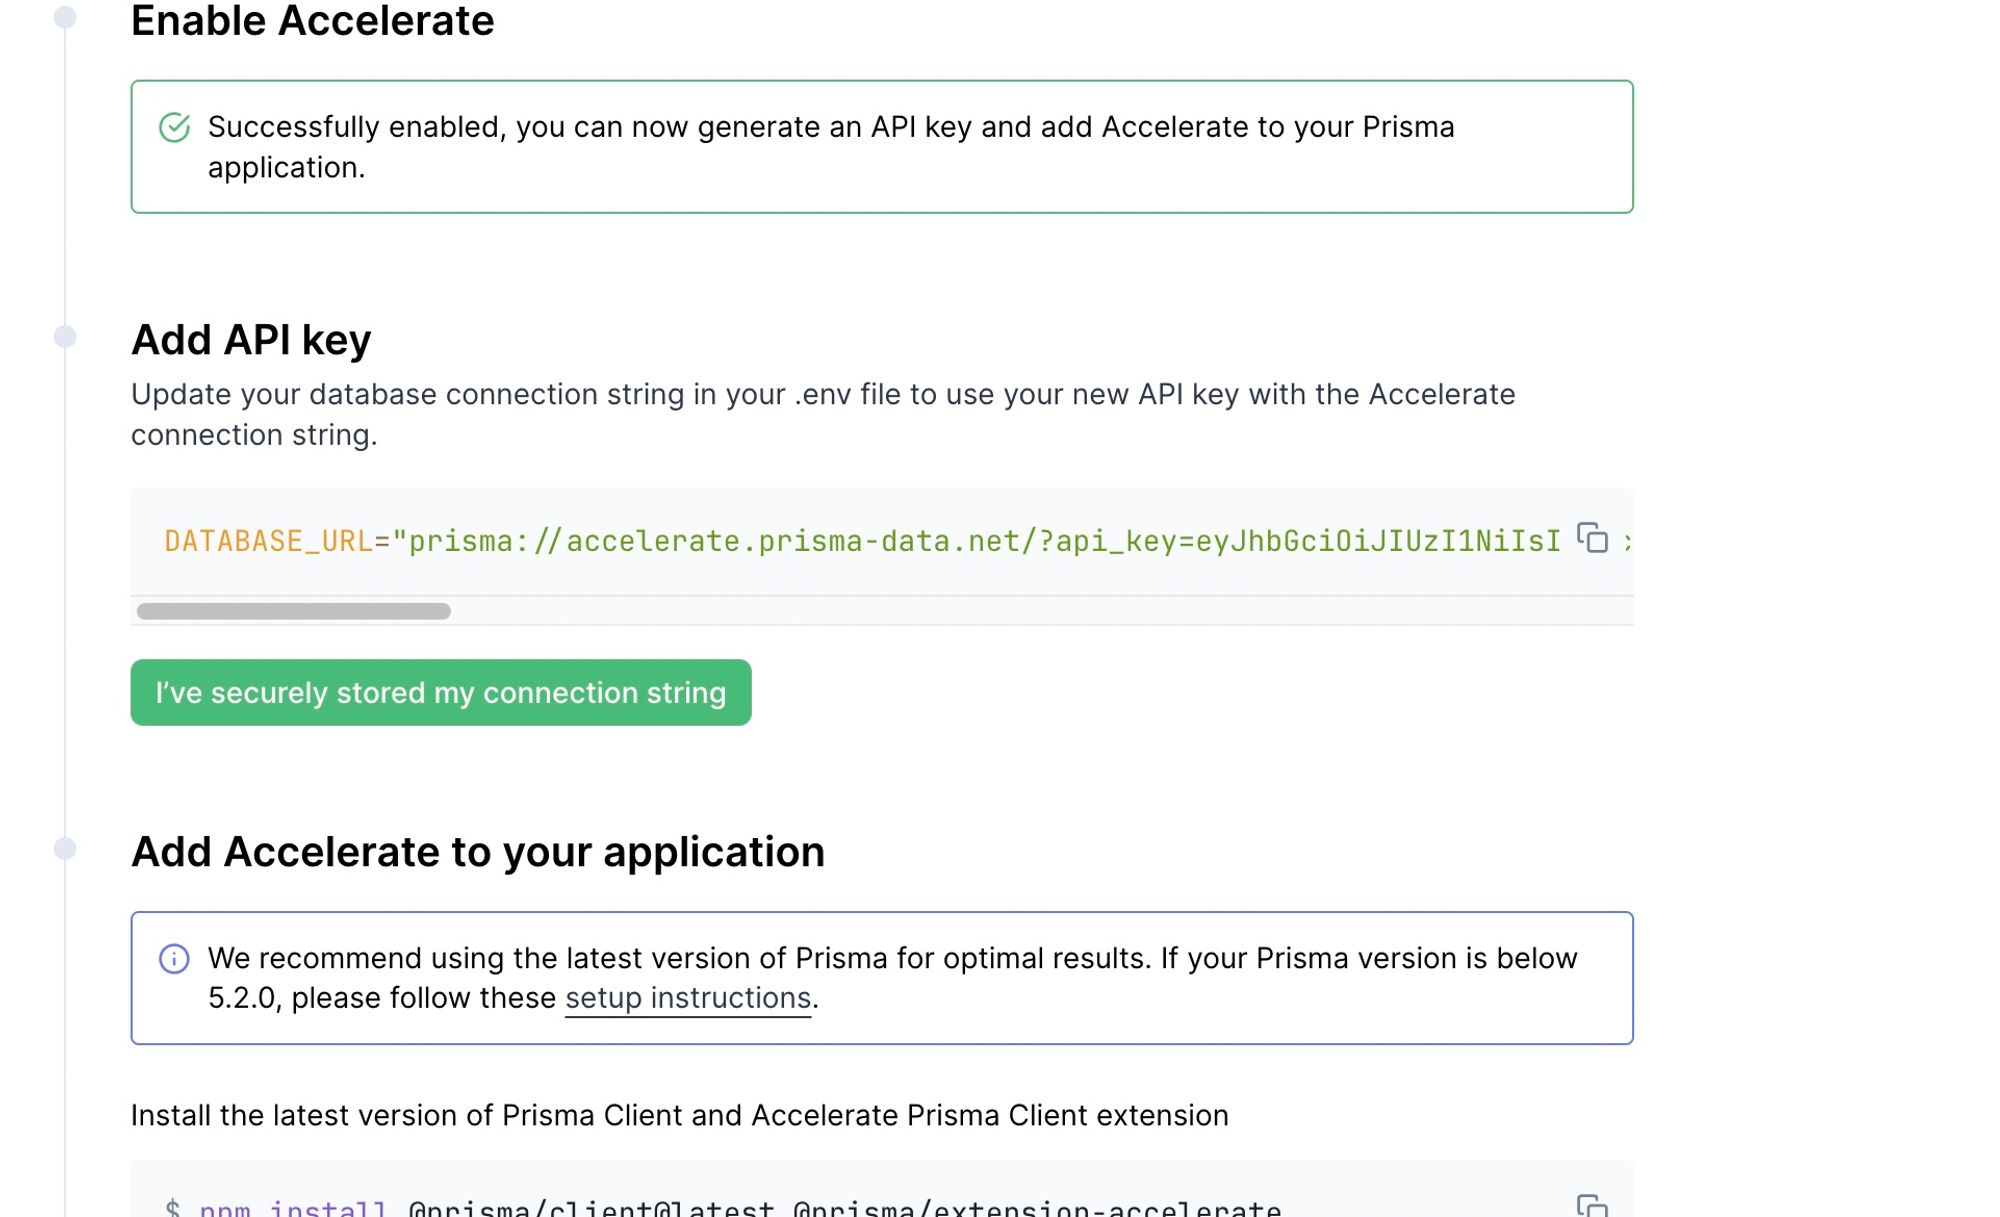 Enable Accelerate
Successfully enabled, you can now generate an API key and add Accelerate to your Prisma
application.
Add API key
Update your database connection string in your .env file to use your new API key with the Accelerate
connection string.
DATABASE_URL="prisma://accelerate.prisma-data.net/?api_key=eyJhbGciOiJIUzI1NiIsI
I’ve securely stored my connection string
Add Accelerate to your application
We recommend using the latest version of Prisma for optimal results. If your Prisma version is below
5.2.0, please follow these setup instructions.
Install the latest version of Prisma Client and Accelerate Prisma Client extension
$ npm install @prisma/client@latest @prisma/extension-accelerate